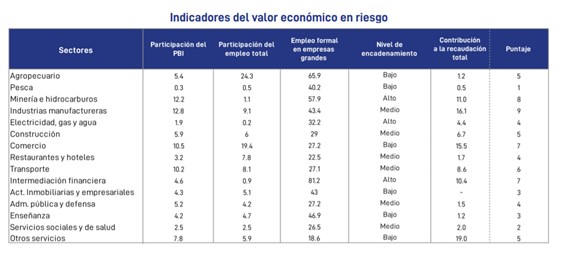 Indicadores del valor económico en riesgo
Sectores | Participación del PBI | Participación del empleo total | Empleo formal en empresas grandes | Nivel de encadenamiento | Contribución a la recaudación total | Puntaje
Agropecuario | 5.4 | 24.3 | 65.9 | Bajo | 1.2 | 5
Pesca | 0.3 | 0.5 | 40.2 | Bajo | 0.5 | 1
Minería e hidrocarburos | 12.2 | 1.1 | 57.9 | Alto | 11.0 | 8
Industrias manufactureras | 12.8 | 9.1 | 43.4 | Medio | 16.1 | 9
Electricidad, gas y agua | 1.9 | 0.2 | 32.2 | Alto | 4.4 | 4
Construcción | 5.9 | 6 | 29 | Medio | 6.7 | 5
Comercio | 10.5 | 19.4 | 27.2 | Bajo | 15.5 | 7
Restaurantes y hoteles | 3.2 | 7.8 | 22.5 | Medio | 1.7 | 4
Transporte | 10.2 | 8.1 | 27.1 | Medio | 8.6 | 6
Intermediación financiera | 4.6 | 0.9 | 81.2 | Alto | 10.4 | 7
Act. Inmobiliarias y empresariales | 4.3 | 5.1 | 43 | Bajo | - | 3
Adm. pública y defensa | 5.2 | 4.2 | 27.2 | Medio | 1.5 | 4
Enseñanza | 4.2 | 4.7 | 46.9 | Bajo | 1.2 | 3
Servicios sociales y de salud | 2.5 | 2.5 | 26.5 | Medio | 2.0 | 2
Otros servicios | 7.8 | 5.9 | 18.6 | Bajo | 19.0 | 5